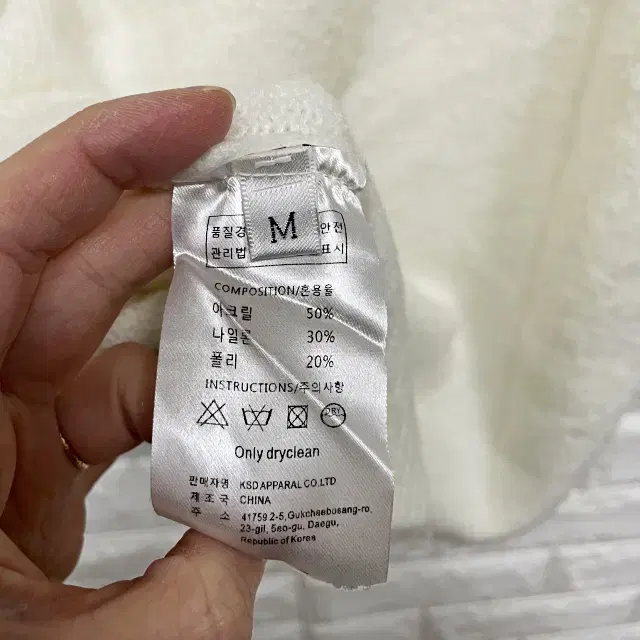 M
품질경 안전
관리법 표시
COMPOSITION/혼용율
아크릴 50%
나일론 30%
폴리 20%
INSTRUCTIONS/주의사항
Only dryclean
판매자명 KSD APPARAL CO.LTD
제조국 CHINA
주소 41759 2-5, Gukchaebosang-ro,
23-gil, Seo-gu, Daegu,
Republic of Korea